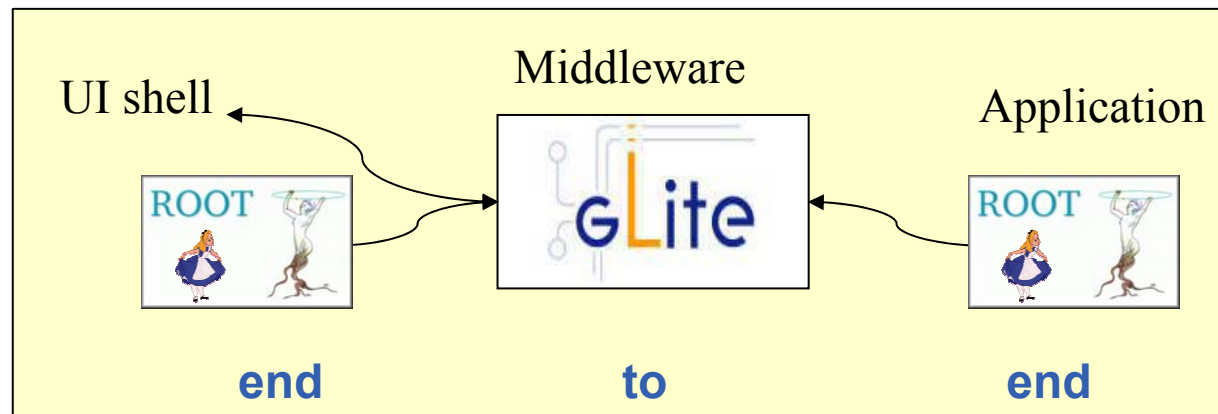 Middleware
UI shell
Application
ROOT
gLite
ROOT
end to end